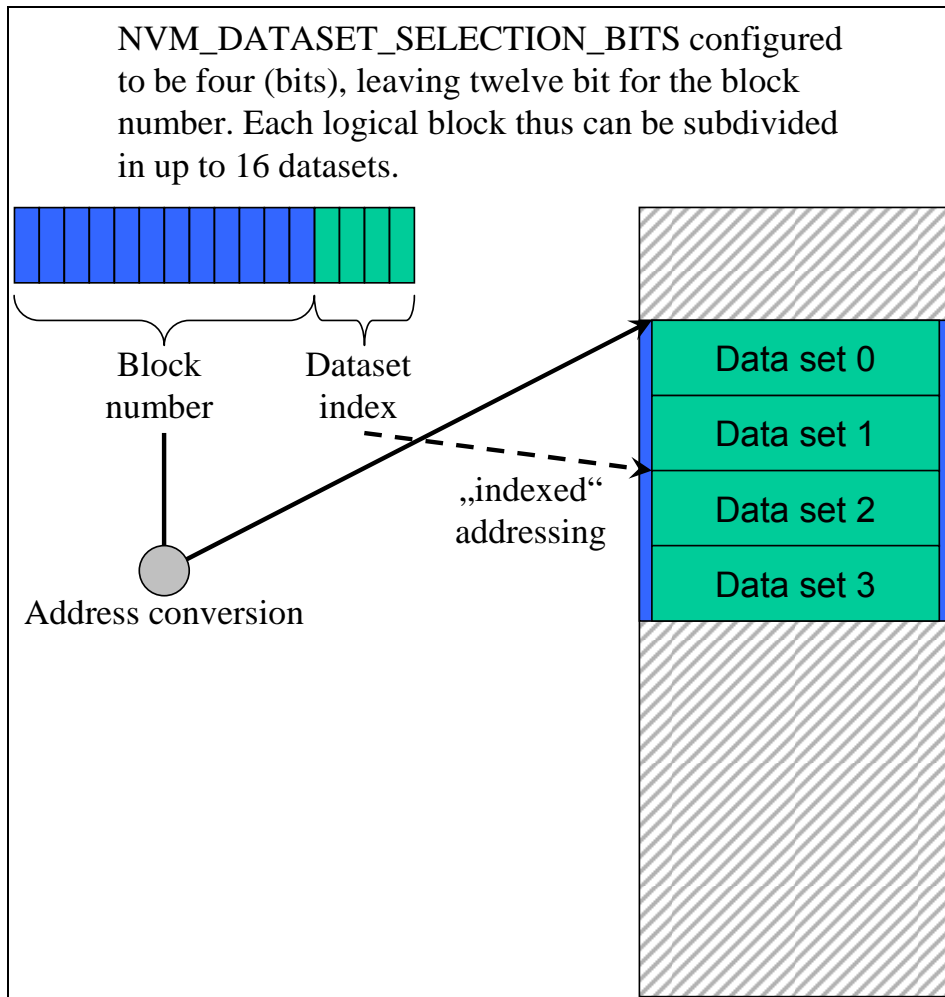 NVM_DATASET_SELECTION_BITS configured
to be four (bits), leaving twelve bit for the block
number. Each logical block thus can be subdivided
in up to 16 datasets.
Block
number
Dataset
index
Data set 0
Data set 1
„indexed“
addressing
Data set 2
Data set 3
Address conversion